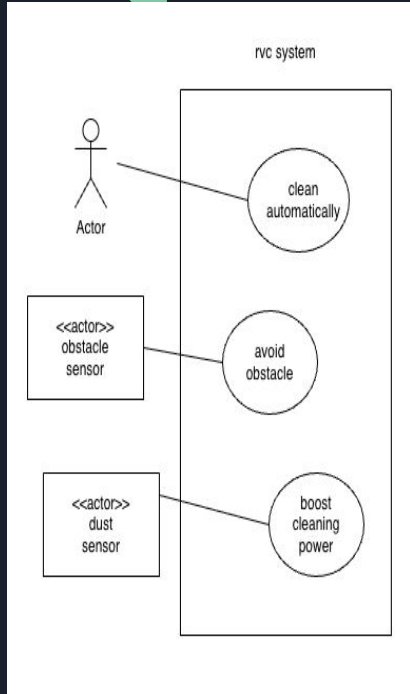 rvc system
clean
automatically
Actor
<<actor>>
obstacle
sensor
avoid
obstacle
<<actor>>
dust
sensor
boost
cleaning
power